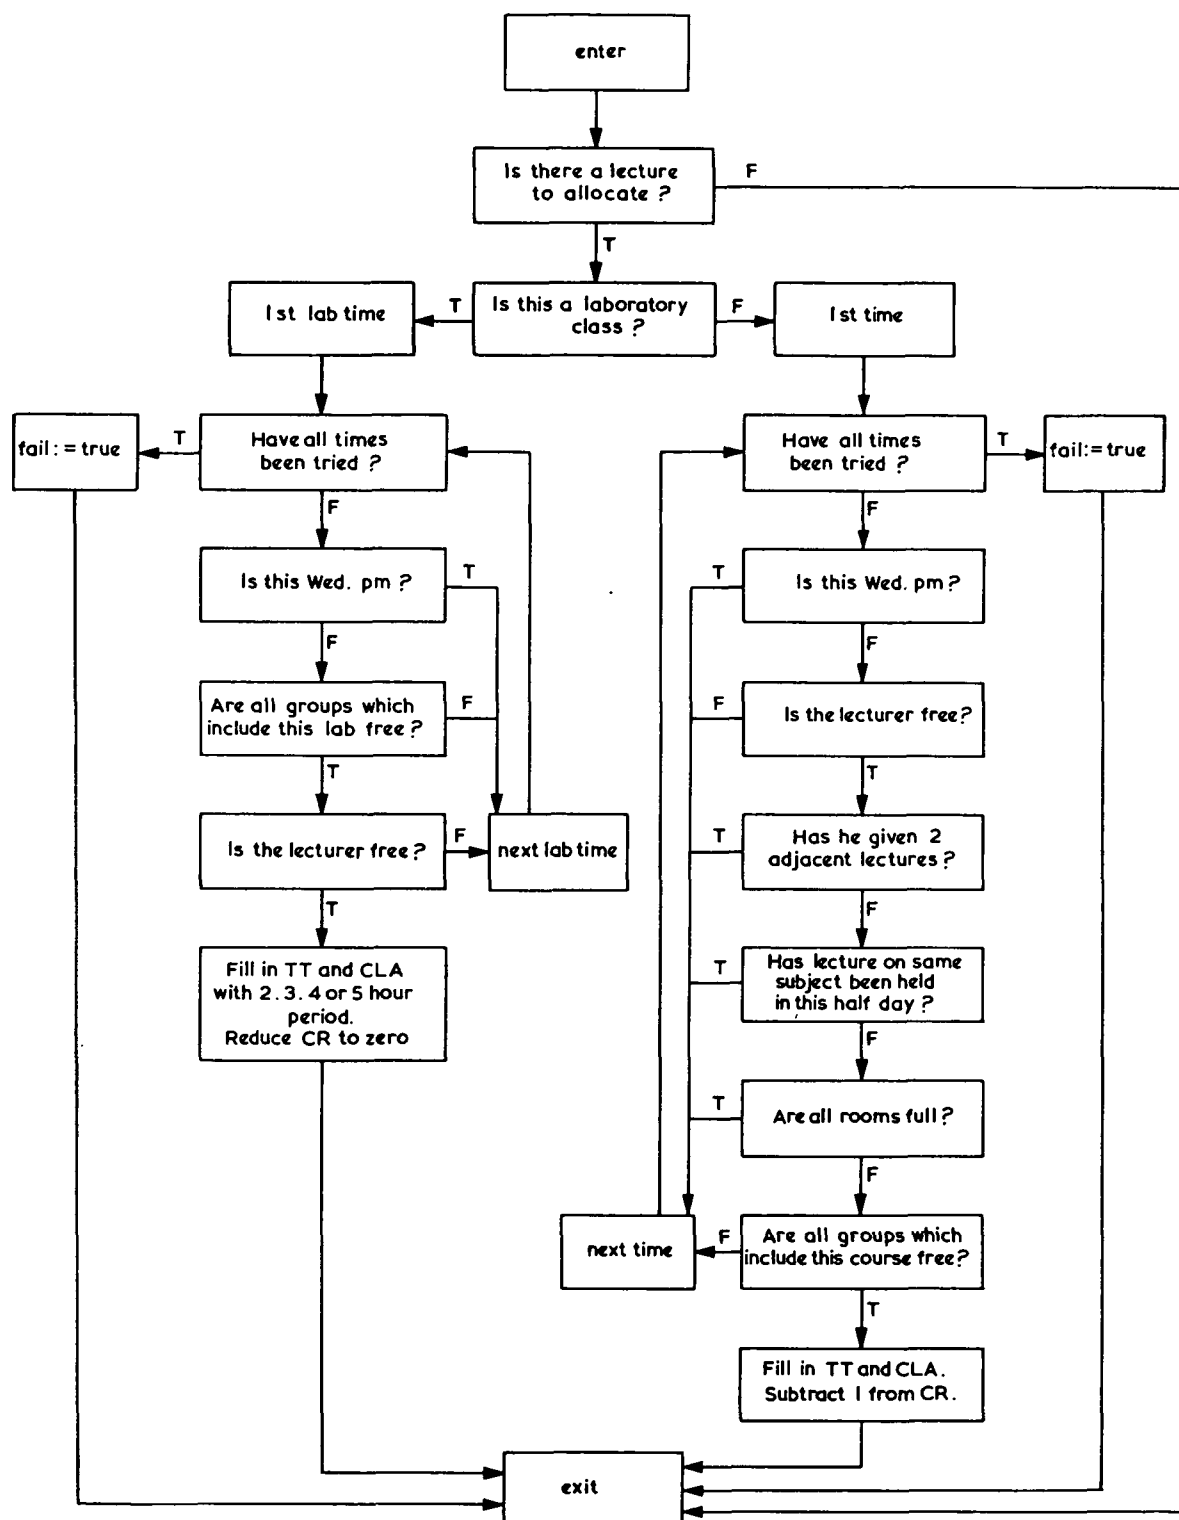 enter
Is there a lecture
to allocate ?
F
T
1st lab time
T
Is this a laboratory
class ?
F
1st time
fail:=true
T
Have all times
been tried ?
Have all times
been tried ?
T
fail:=true
F
F
Is this Wed. pm ?
T
T
Is this Wed. pm ?
F
F
Are all groups which
include this lab free ?
F
F
Is the lecturer free?
T
T
Is the lecturer free ?
F
next lab time
T
Has he given 2
adjacent lectures ?
T
F
Fill in TT and CLA
with 2.3.4 or 5 hour
period.
Reduce CR to zero
T
Has lecture on same
subject been held
in this half day ?
F
T
Are all rooms full ?
F
next time
F
Are all groups which
include this course free?
T
Fill in TT and CLA.
Subtract 1 from CR.
exit